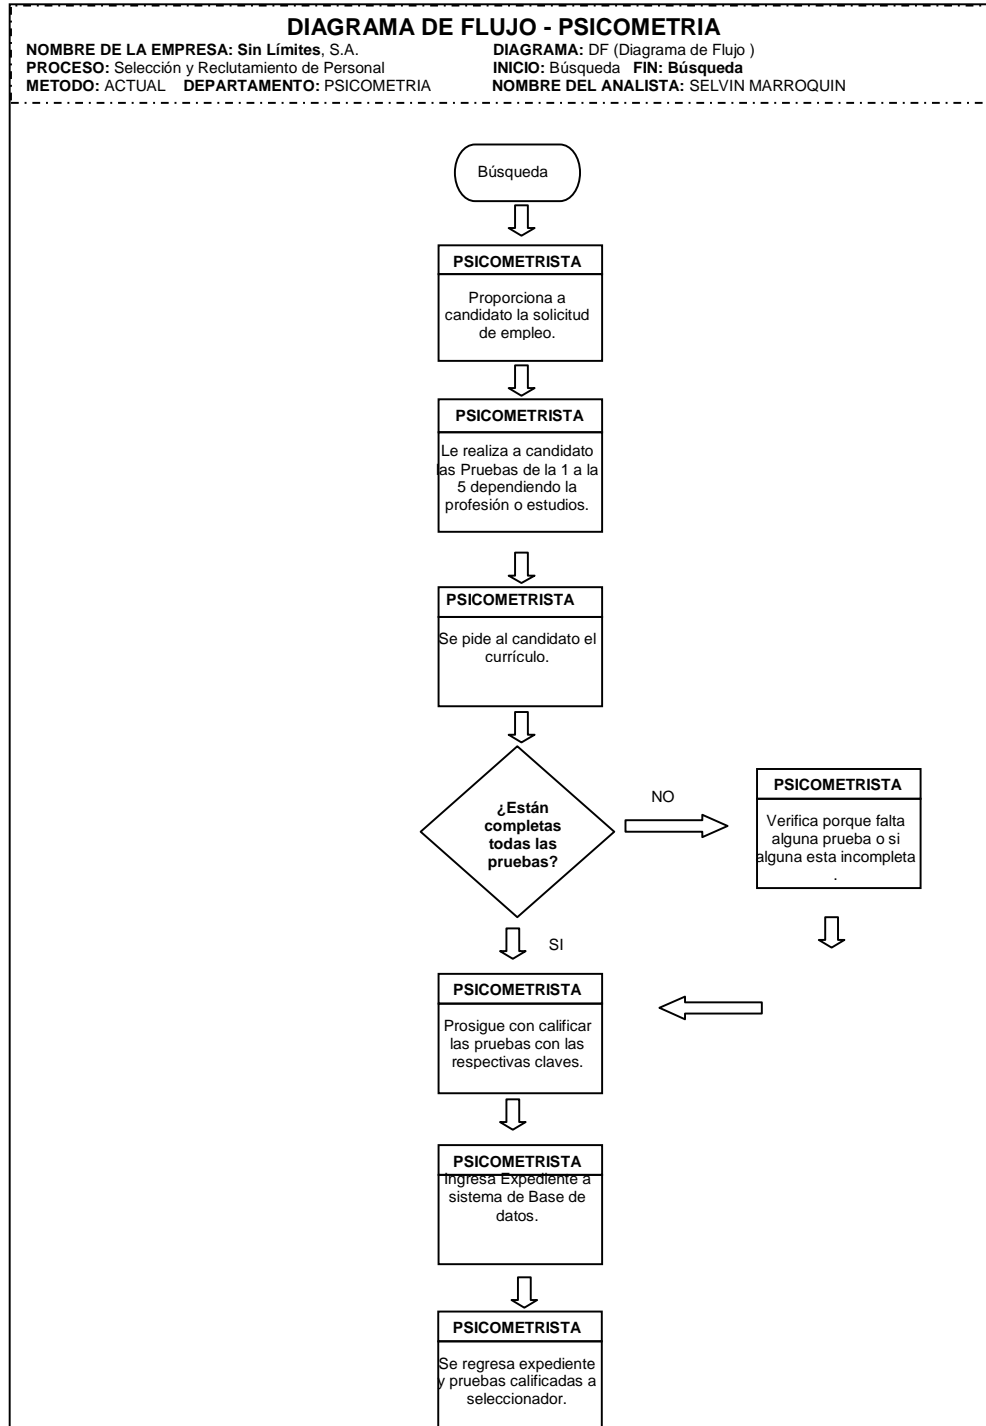 DIAGRAMA DE FLUJO - PSICOMETRIA
NOMBRE DE LA EMPRESA: Sin Límites, S.A.
DIAGRAMA: DF (Diagrama de Flujo )
PROCESO: Selección y Reclutamiento de Personal
INICIO: Búsqueda FIN: Búsqueda
METODO: ACTUAL DEPARTAMENTO: PSICOMETRIA
NOMBRE DEL ANALISTA: SELVIN MARROQUIN
Búsqueda
PSICOMETRISTA
Proporciona a
candidato la solicitud
de empleo.
PSICOMETRISTA
Le realiza a candidato
las Pruebas de la 1 a la
5 dependiendo la
profesión o estudios.
PSICOMETRISTA
Se pide al candidato el
currículo.
¿Están
completas
todas las
pruebas?
NO
PSICOMETRISTA
Verifica porque falta
alguna prueba o si
alguna esta incompleta
.
SI
PSICOMETRISTA
Prosigue con calificar
las pruebas con las
respectivas claves.
PSICOMETRISTA
Ingresa Expediente a
sistema de Base de
datos.
PSICOMETRISTA
Se regresa expediente
y pruebas calificadas a
seleccionador.